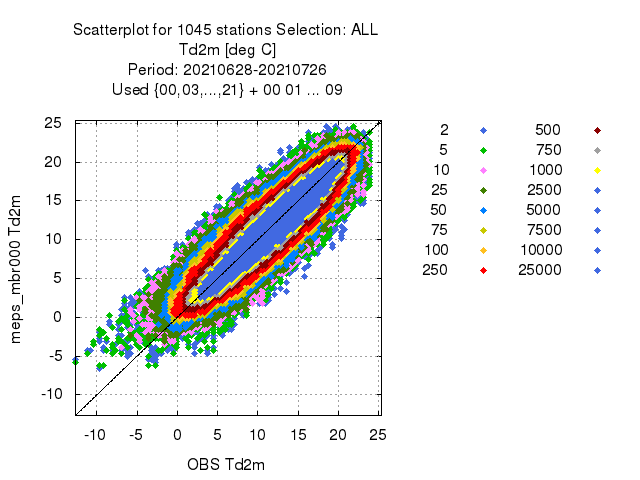 Scatterplot for 1045 stations Selection: ALL
Td2m [deg C]
Period: 20210628-20210726
Used {00,03,...,21} + 00 01 ... 09
25
20
15
10
5
0
-5
-10
meps_mbr000 Td2m
-10 -5 0 5 10 15 20 25
OBS Td2m
2 500
5 750
10 1000
25 2500
50 5000
75 7500
100 10000
250 25000